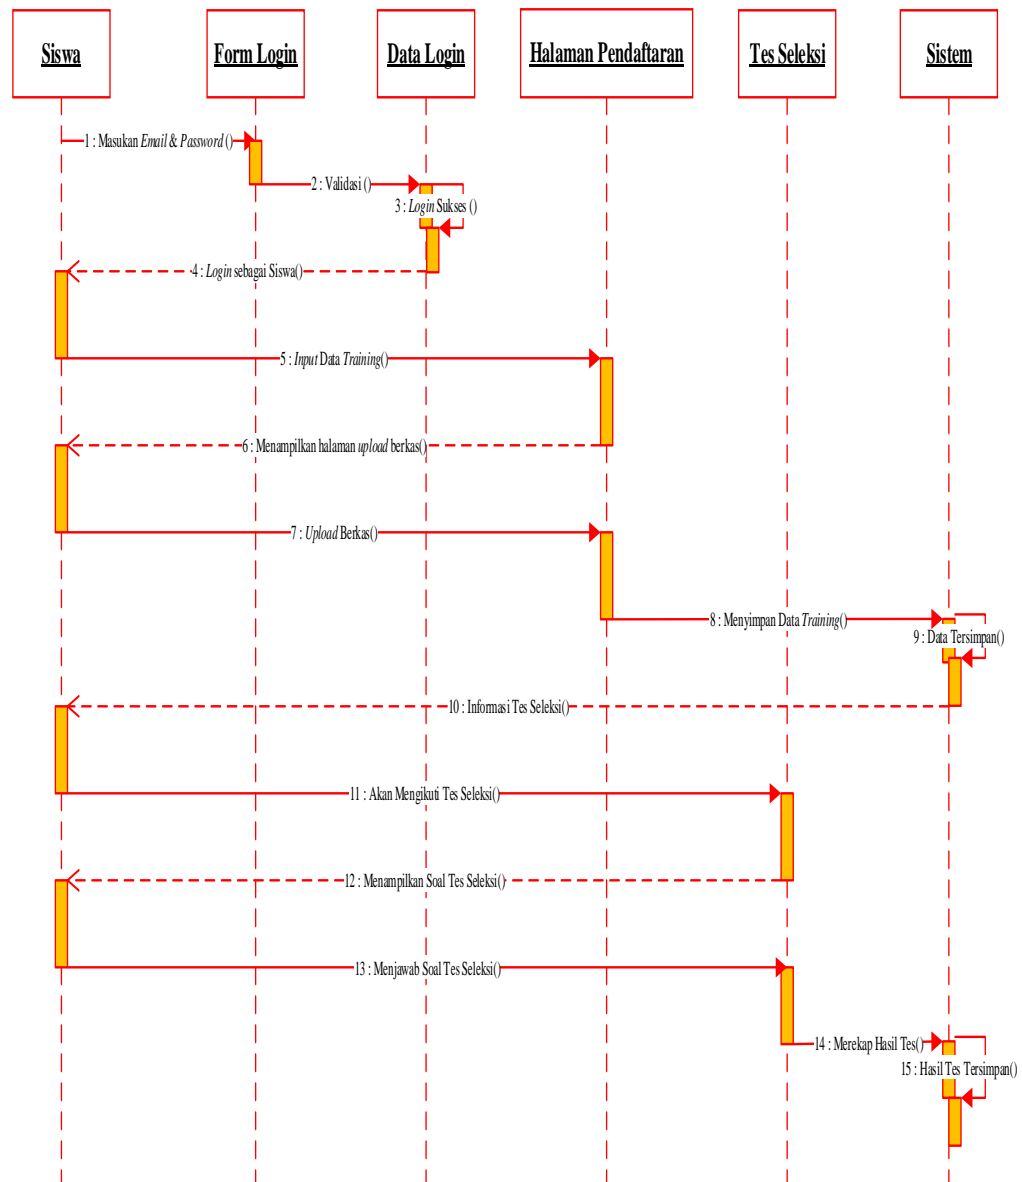 Siswa
Form Login
Data Login
Halaman Pendaftaran
Tes Seleksi
Sistem
1 : Masukan Email & Password ()
2 : Validasi ()
3 : Login Sukses ()
4 : Login sebagai Siswa()
5 : Input Data Training()
6 : Menampilkan halaman upload berkas()
7 : Upload Berkas()
8 : Menyimpan Data Training()
9 : Data Tersimpan()
10 : Informasi Tes Seleksi()
11 : Akan Mengikuti Tes Seleksi()
12 : Menampilkan Soal Tes Seleksi()
13 : Menjawab Soal Tes Seleksi()
14 : Merekap Hasil Tes()
15 : Hasil Tes Tersimpan()